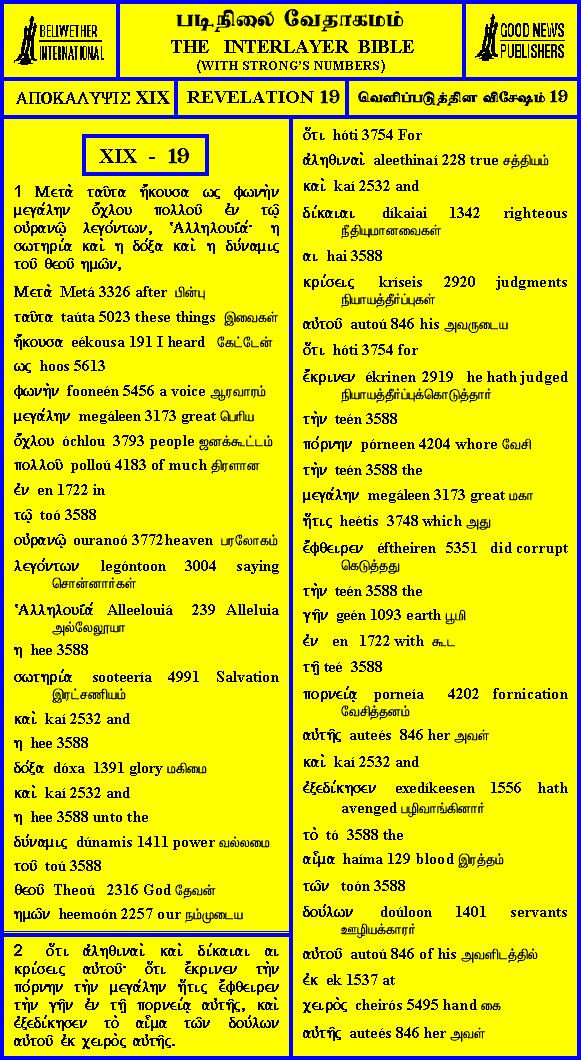 BELLWETHER
INTERNATIONAL
படிநிலை வேதாகமம்
THE INTERLAYER BIBLE
(WITH STRONG'S NUMBERS)
GOOD NEWS
PUBLISHERS
ΑΠΟΚΑΛΥΨΙΣ XIX
REVELATION 19
வெளிப்படுத்தின விசேஷம் 19
XIX - 19
1 Μετὰ ταῦτα ἤκουσα ως φωνὴν
μεγάλην ὄχλου πολλοῦ ἐν τῷ
οὐρανῷ λεγόντων, Ἁλληλουϊά· η
σωτηρία καὶ η δόξα καὶ η δύναμις
τοῦ θεοῦ ημῶν,
Μετὰ Metá 3326 after பின்பு
ταῦτα taúta 5023 these things இவைகள்
ἤκουσα eékousa 191 I heard கேட்டேன்
ως hoos 5613
φωνὴν fooneén 5456 a voice ஆரவாரம்
μεγάλην megáleen 3173 great பெரிய
ὄχλου óchlou 3793 people ஜனக்கூட்டம்
πολλοῦ polloú 4183 of much திரளான
ἐν en 1722 in
τῷ toó 3588
οὐρανῷ ouranoó 3772 heaven பரலோகம்
λεγόντων legóntoon 3004 saying
சொன்னார்கள்
Ἁλληλουϊά Alleelouiá 239 Alleluia
அல்லேலூயா
η hee 3588
σωτηρία sooteería 4991 Salvation
இரட்சணியம்
καὶ kaí 2532 and
η hee 3588
δόξα dóxa 1391 glory மகிமை
καὶ kaí 2532 and
η hee 3588 unto the
δύναμις dúnamis 1411 power வல்லமை
τοῦ toú 3588
θεοῦ Theoú 2316 God தேவன்
ημῶν heemoón 2257 our நம்முடைய
2 ὅτι ἀληθιναὶ καὶ δίκαιαι αι
κρίσεις αὐτοῦ· ὅτι ἔκρινεν τὴν
πόρνην τὴν μεγάλην ἥτις ἔφθειρεν
τὴν γῆν ἐν τῇ πορνείᾳ αὐτῆς, καὶ
ἐξεδίκησεν τὸ αἷμα τῶν δούλων
αὐτοῦ ἐκ χειρὸς αὐτῆς.
ὅτι hóti 3754 For
ἀληθιναὶ aleethinaí 228 true சத்தியம்
καὶ kaí 2532 and
δίκαιαι díkaiai 1342 righteous
நீதியுமானவைகள்
αι hai 3588
κρίσεις kríseis 2920 judgments
நியாயத்தீர்ப்புகள்
αὐτοῦ autoú 846 his அவருடைய
ὅτι hóti 3754 for
ἔκρινεν ékrinen 2919 he hath judged
நியாயத்தீர்ப்புக்கொடுத்தார்
τὴν teén 3588
πόρνην pórneen 4204 whore வேசி
τὴν teén 3588 the
μεγάλην megáleen 3173 great மகா
ἥτις heétis 3748 which அது
ἔφθειρεν éftheiren 5351 did corrupt
கெடுத்தது
τὴν teén 3588 the
γῆν geén 1093 earth பூமி
ἐν en 1722 with கூட
τῇ teé 3588
πορνείᾳ porneía 4202 fornication
வேசித்தனம்
αὐτῆς auteés 846 her அவள்
καὶ kaí 2532 and
ἐξεδίκησεν exedíkeesen 1556 hath
avenged பழிவாங்கினார்
τὸ tó 3588 the
αἷμα haíma 129 blood இரத்தம்
τῶν toón 3588
δούλων doúloon 1401 servants
ஊழியக்காரர்
αὐτοῦ autoú 846 of his அவளிடத்தில்
ἐκ ek 1537 at
χειρὸς cheirós 5495 hand கை
αὐτῆς auteés 846 her அவள்